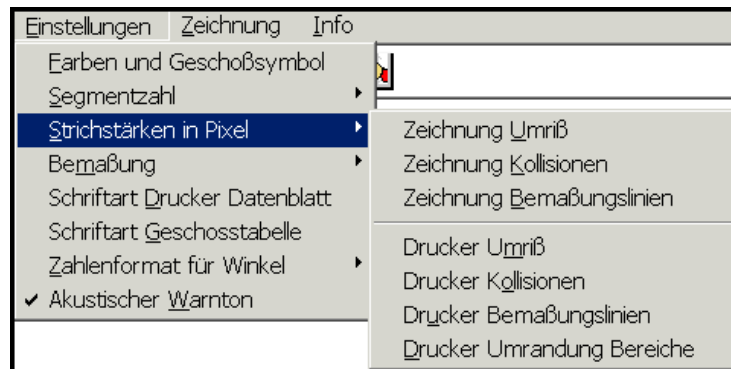 Einstellungen Zeichnung Info
Farben und Geschoßsymbol
Segmentzahl
Strichstärken in Pixel
Bemaßung
Schriftart Drucker Datenblatt
Schriftart Geschosstabelle
Zahlenformat für Winkel
✔ Akustischer Warnton
Zeichnung Umriß
Zeichnung Kollisionen
Zeichnung Bemaßungslinien
Drucker Umriß
Drucker Kollisionen
Drucker Bemaßungslinien
Drucker Umrandung Bereiche